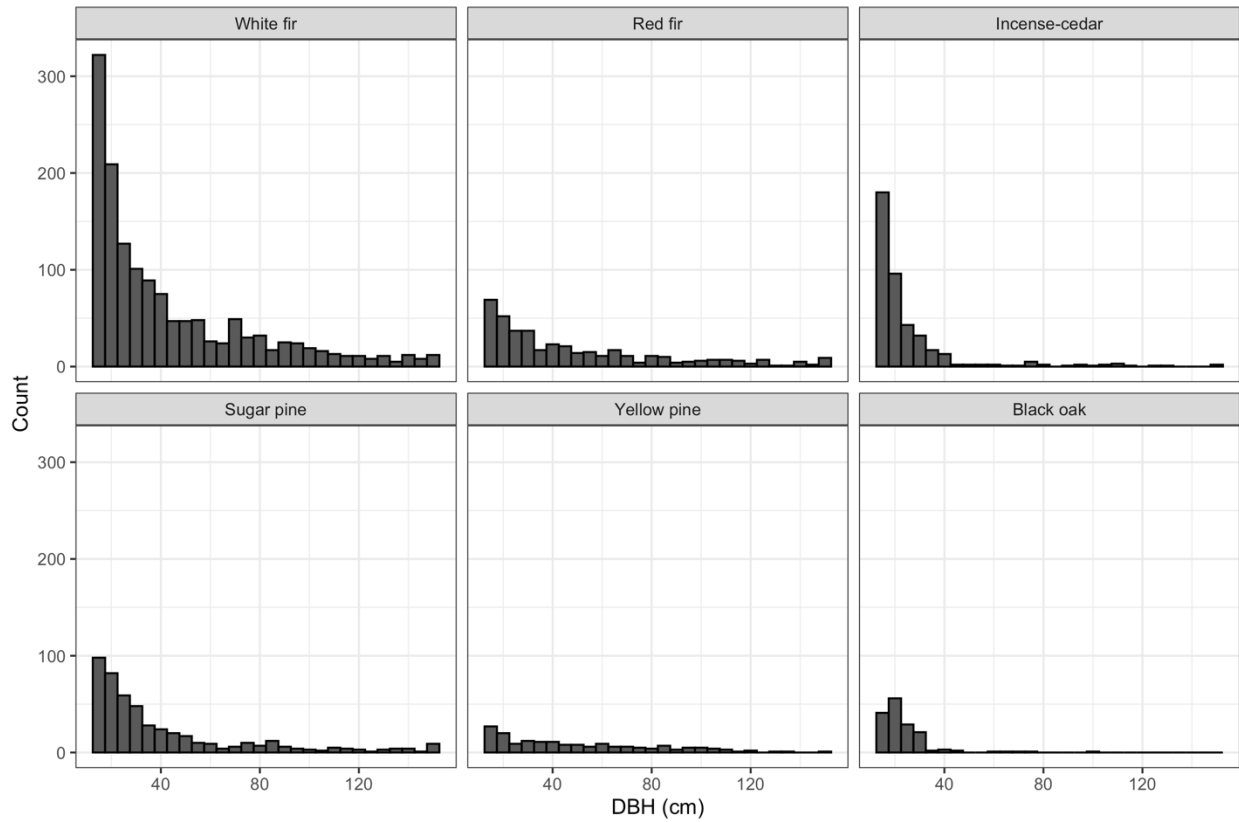 White fir
Red fir
Incense-cedar
300
200
100
0
Sugar pine
Yellow pine
Black oak
300
200
100
0
40
80
120
40
80
120
40
80
120
Count
DBH (cm)